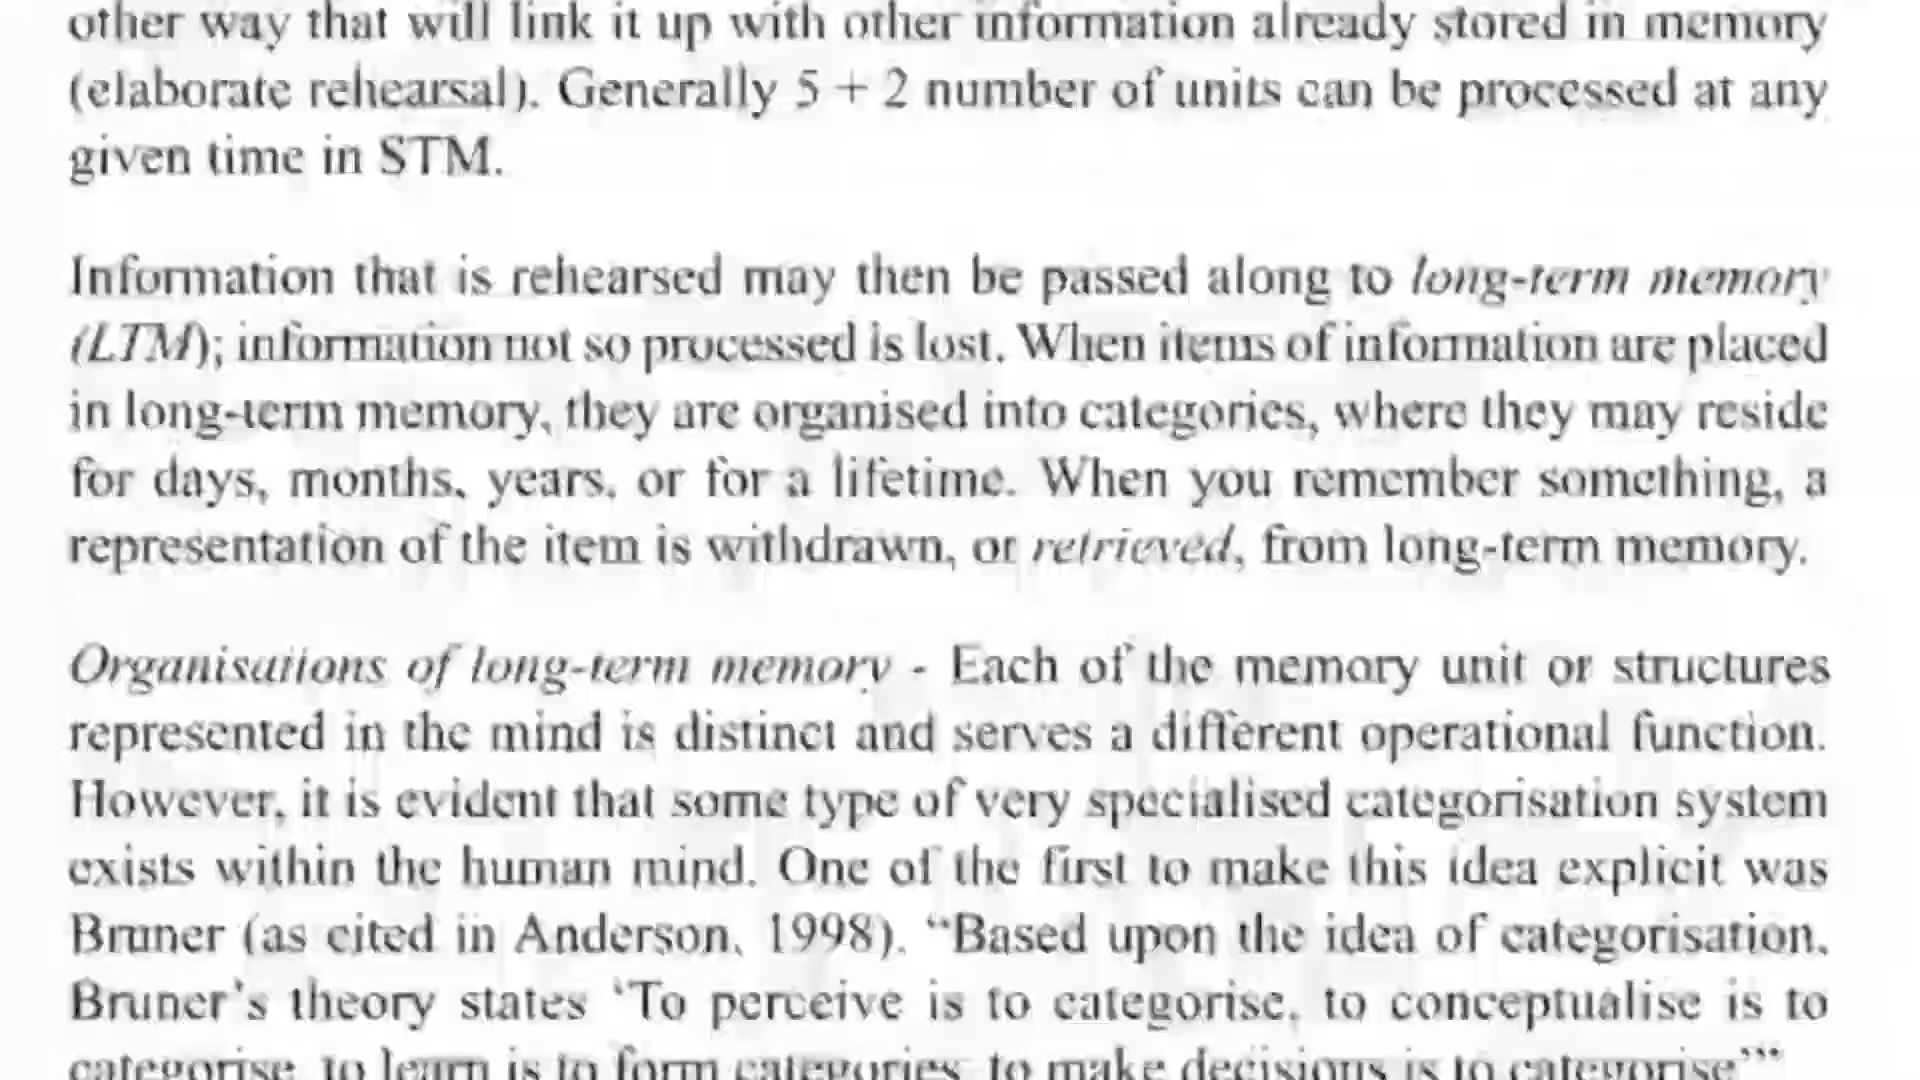 other way that will link it up with other information already stored in memory
(elaborate rehearsal). Generally 5 + 2 number of units can be processed at any
given time in STM.
Information that is rehearsed may then be passed along to long-term memory
(LTM); information not so processed is lost. When items of information are placed
in long-term memory, they are organised into categories, where they may reside
for days, months, years, or for a lifetime. When you remember something, a
representation of the item is withdrawn, or retrieved, from long-term memory.
Organisations of long-term memory - Each of the memory unit or structures
represented in the mind is distinct and serves a different operational function.
However, it is evident that some type of very specialised categorisation system
exists within the human mind. One of the first to make this idea explicit was
Bruner (as cited in Anderson, 1998). “Based upon the idea of categorisation,
Bruner's theory states ‘To perceive is to categorise, to conceptualise is to
categorise, to learn is to form categories, to make decisions is to categorise’”